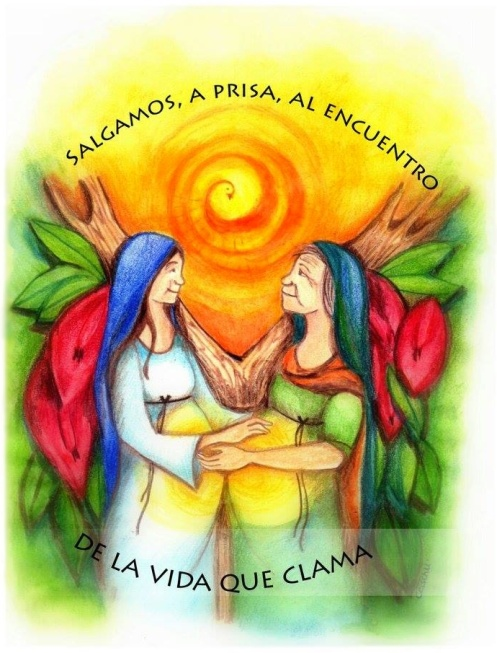 SALGAMOS, A PRISA, AL ENCUENTRO
DE LA VIDA QUE CLAMA